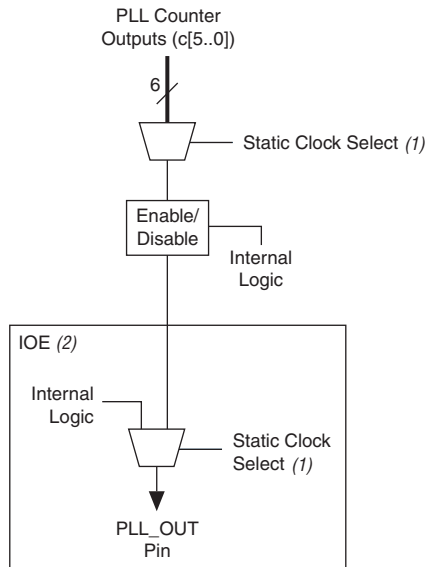 PLL Counter
Outputs (c[5..0])
6
Static Clock Select (1)
Enable/
Disable
Internal
Logic
IOE (2)
Internal
Logic
Static Clock
Select (1)
PLL_OUT
Pin